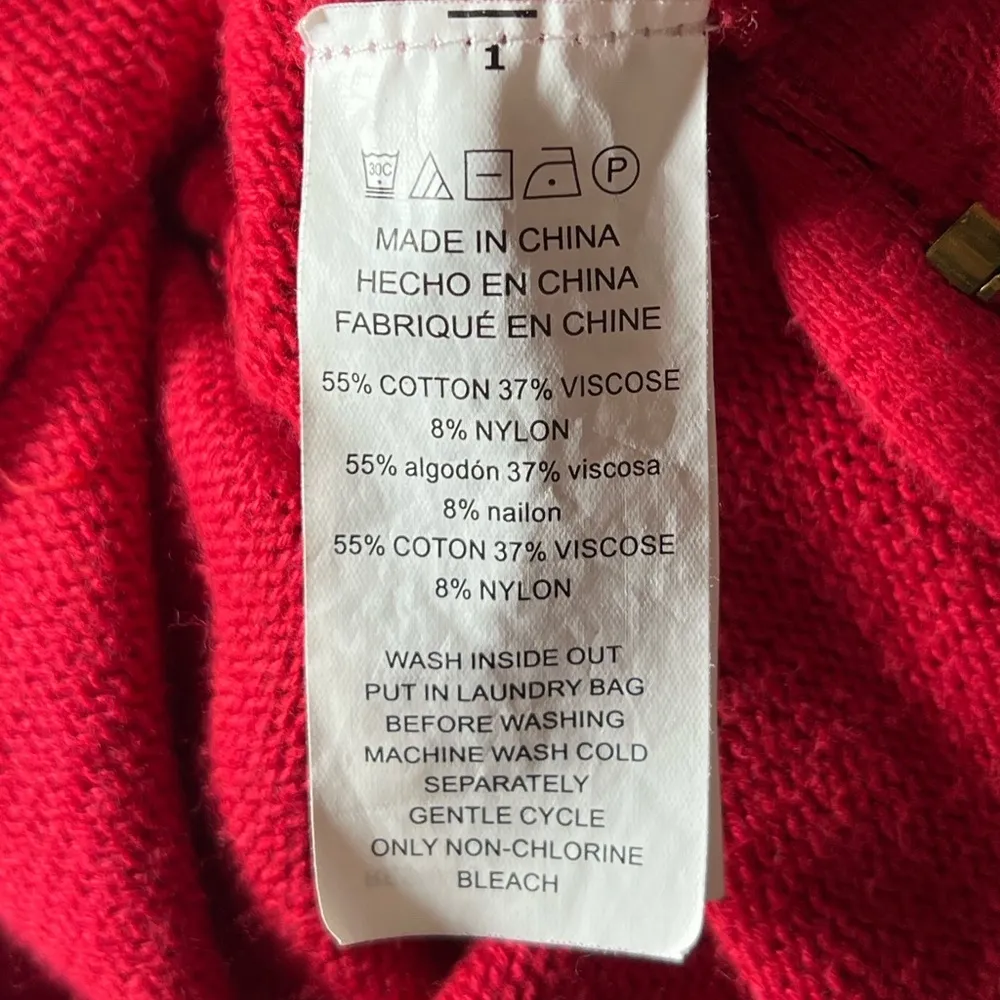 1
30C P
MADE IN CHINA
HECHO EN CHINA
FABRIQUÉ EN CHINE
55% COTTON 37% VISCOSE
8% NYLON
55% algodón 37% viscosa
8% nailon
55% COTON 37% VISCOSE
8% NYLON
WASH INSIDE OUT
PUT IN LAUNDRY BAG
BEFORE WASHING
MACHINE WASH COLD
SEPARATELY
GENTLE CYCLE
ONLY NON-CHLORINE
BLEACH